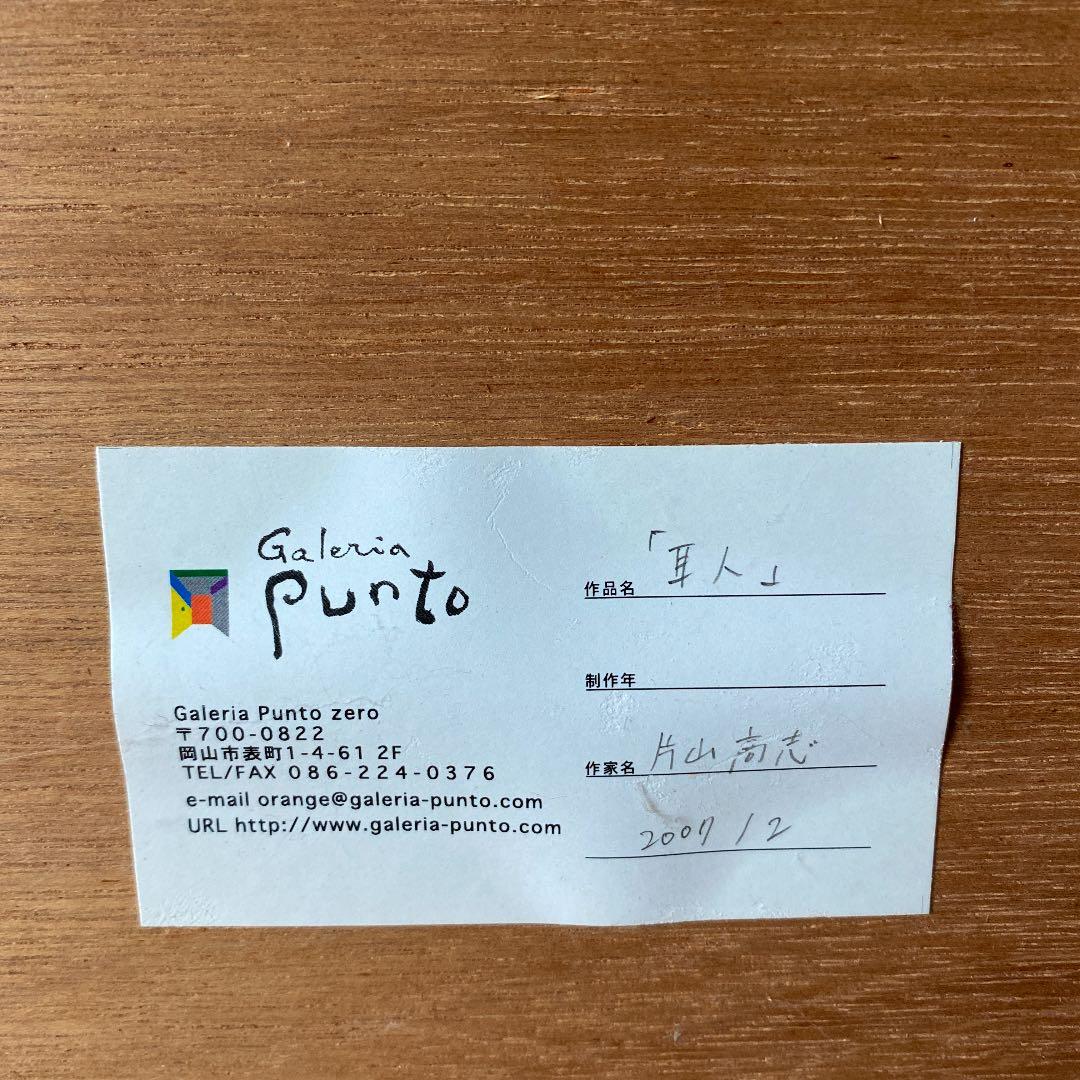 Galeria
Punto
Galeria Punto zero
〒700-0822
岡山市表町1-4-61 2F
TEL/FAX 086-224-0376
e-mail orange@galeria-punto.com
URL http://www.galeria-punto.com
作品名 「耳人」
制作年
作家名 片山高志
2007 / 2